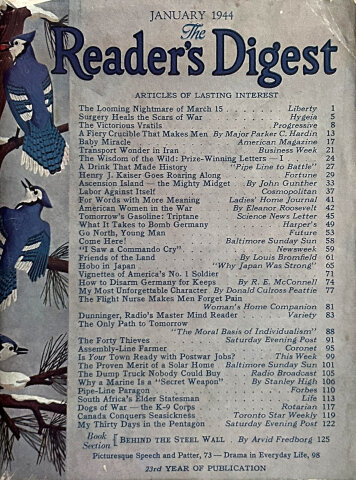 JANUARY 1944
The
Reader's Digest
ARTICLES OF LASTING INTEREST
The Looming Nightmare of March 15 . . . Liberty 1
Surgery Heals the Scars of War . . . Hygeia 5
The Victorious Vratils . . . Progressive 8
A Fiery Crucible That Makes Men By Major Parker C. Hardin 13
Baby Miracle . . . American Magazine 17
Transport Wonder in Iran . . . Business Week 21
The Wisdom of the Wild: Prize-Winning Letters — I 24
A Drink That Made History . . . "Pipe Line to Battle" 27
Henry J. Kaiser Goes Roaring Along . . . Fortune 29
Ascension Island — the Mighty Midget . By John Gunther 33
Labor Against Itself . . . Cosmopolitan 37
For Words with More Meaning . Ladies' Home Journal 41
American Women in the War . . By Eleanor Roosevelt 42
Tomorrow's Gasoline: Triptane . Science News Letter 45
What It Takes to Bomb Germany . . . Harper's 49
Go North, Young Man . . . Future 53
Come Here! . . . Baltimore Sunday Sun 58
"I Saw a Commando Cry" . . . Newsweek 59
Friends of the Land . . . By Louis Bromfield 61
Hobo in Japan . . . "Why Japan Was Strong" 65
Vignettes of America's No. 1 Soldier . . . 71
How to Disarm Germany for Keeps . By R. E. McConnell 74
My Most Unforgettable Character . By Donald Culross Peattie 77
The Flight Nurse Makes Men Forget Pain
Woman's Home Companion 81
Dunninger, Radio's Master Mind Reader . Variety 83
The Only Path to Tomorrow
"The Moral Basis of Individualism" 88
The Forty Thieves . . . Saturday Evening Post 91
Assembly-Line Farmer . . . Coronet 95
Is Your Town Ready with Postwar Jobs? . . This Week 99
The Proven Merit of a Solar Home . Baltimore Sunday Sun 101
The Dump Truck Nobody Could Buy . Radio Broadcast 105
Why a Marine Is a "Secret Weapon" . By Stanley High 106
Pipe-Line Paragon . . . Forbes 110
South Africa's Elder Statesman . . . Life 113
Dogs of War — the K-9 Corps . . . Rotarian 117
Canada Conquers Seasickness . . Toronto Star Weekly 119
My Thirty Days in the Pentagon . Saturday Evening Post 122
Book Section { BEHIND THE STEEL WALL . By Arvid Fredborg 125
Picturesque Speech and Patter, 73 — Drama in Everyday Life, 98
23rd YEAR OF PUBLICATION